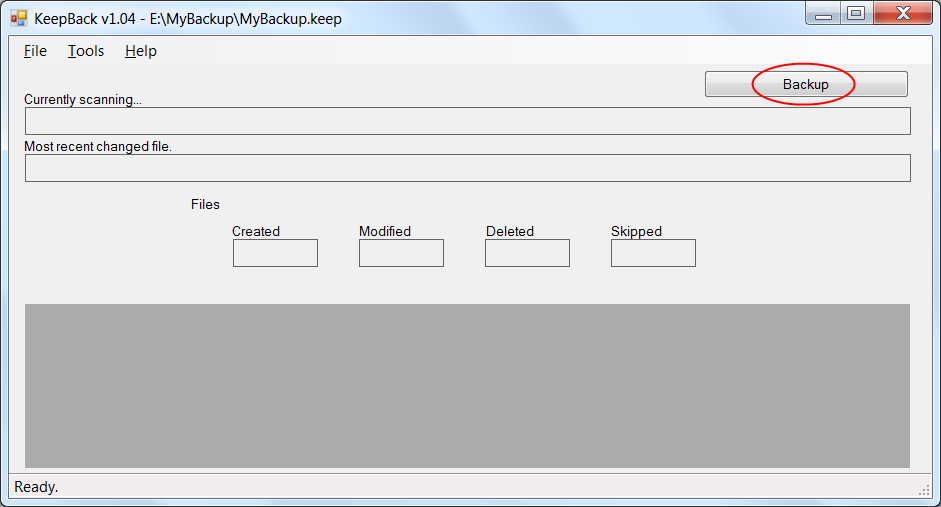 KeepBack v1.04 - E:\MyBackup\MyBackup.keep
File Tools Help
Backup
Currently scanning...
Most recent changed file.
Files
Created Modified Deleted Skipped
Ready.